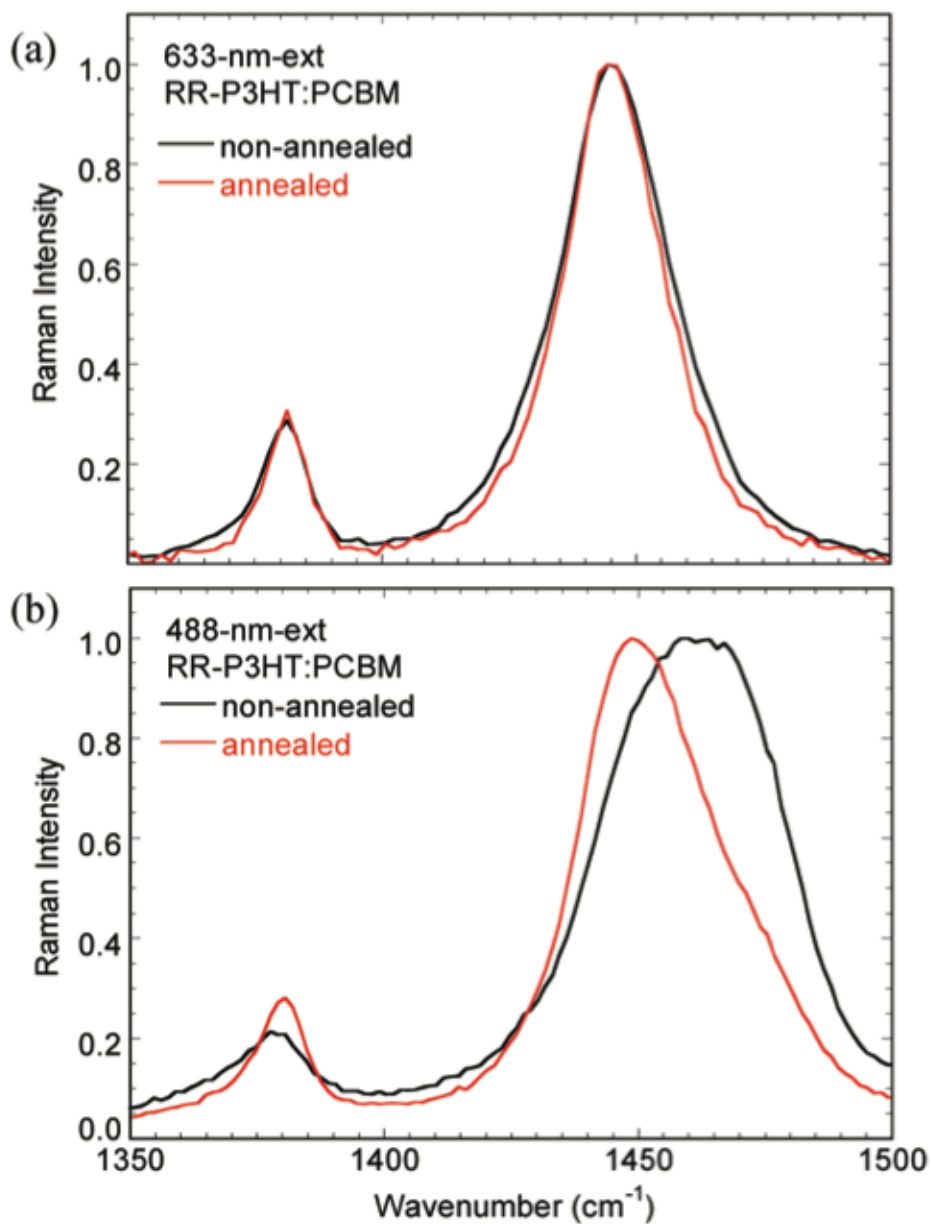 (a)
633-nm-ext
RR-P3HT:PCBM
non-annealed
annealed
1.0
0.8
0.6
0.4
0.2
Raman Intensity
(b)
488-nm-ext
RR-P3HT:PCBM
non-annealed
annealed
1.0
0.8
0.6
0.4
0.2
0.0
Raman Intensity
1350 1400 1450 1500
Wavenumber (cm⁻¹)